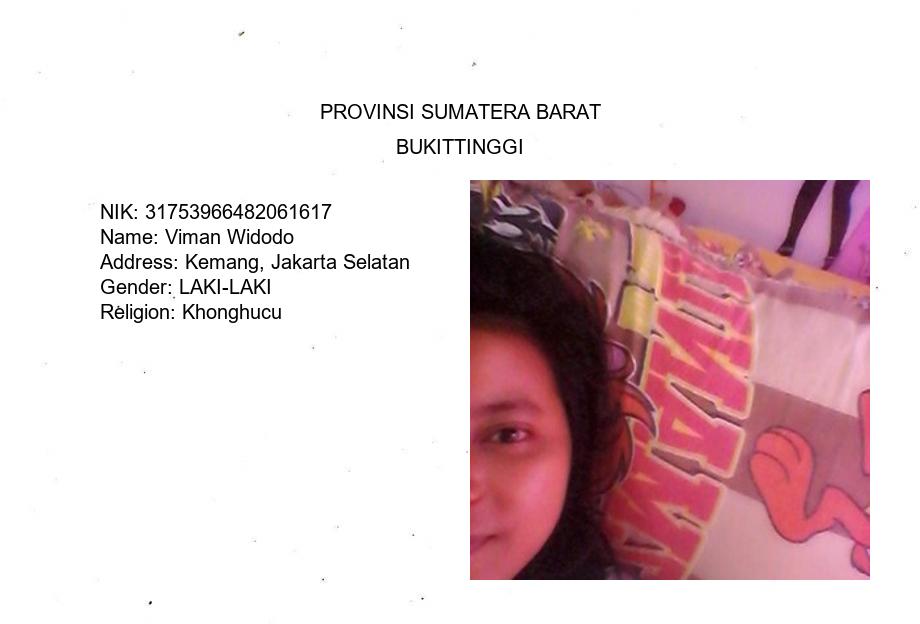 PROVINSI SUMATERA BARAT
BUKITTINGGI
NIK: 31753966482061617
Name: Viman Widodo
Address: Kemang, Jakarta Selatan
Gender: LAKI-LAKI
Religion: Khonghucu